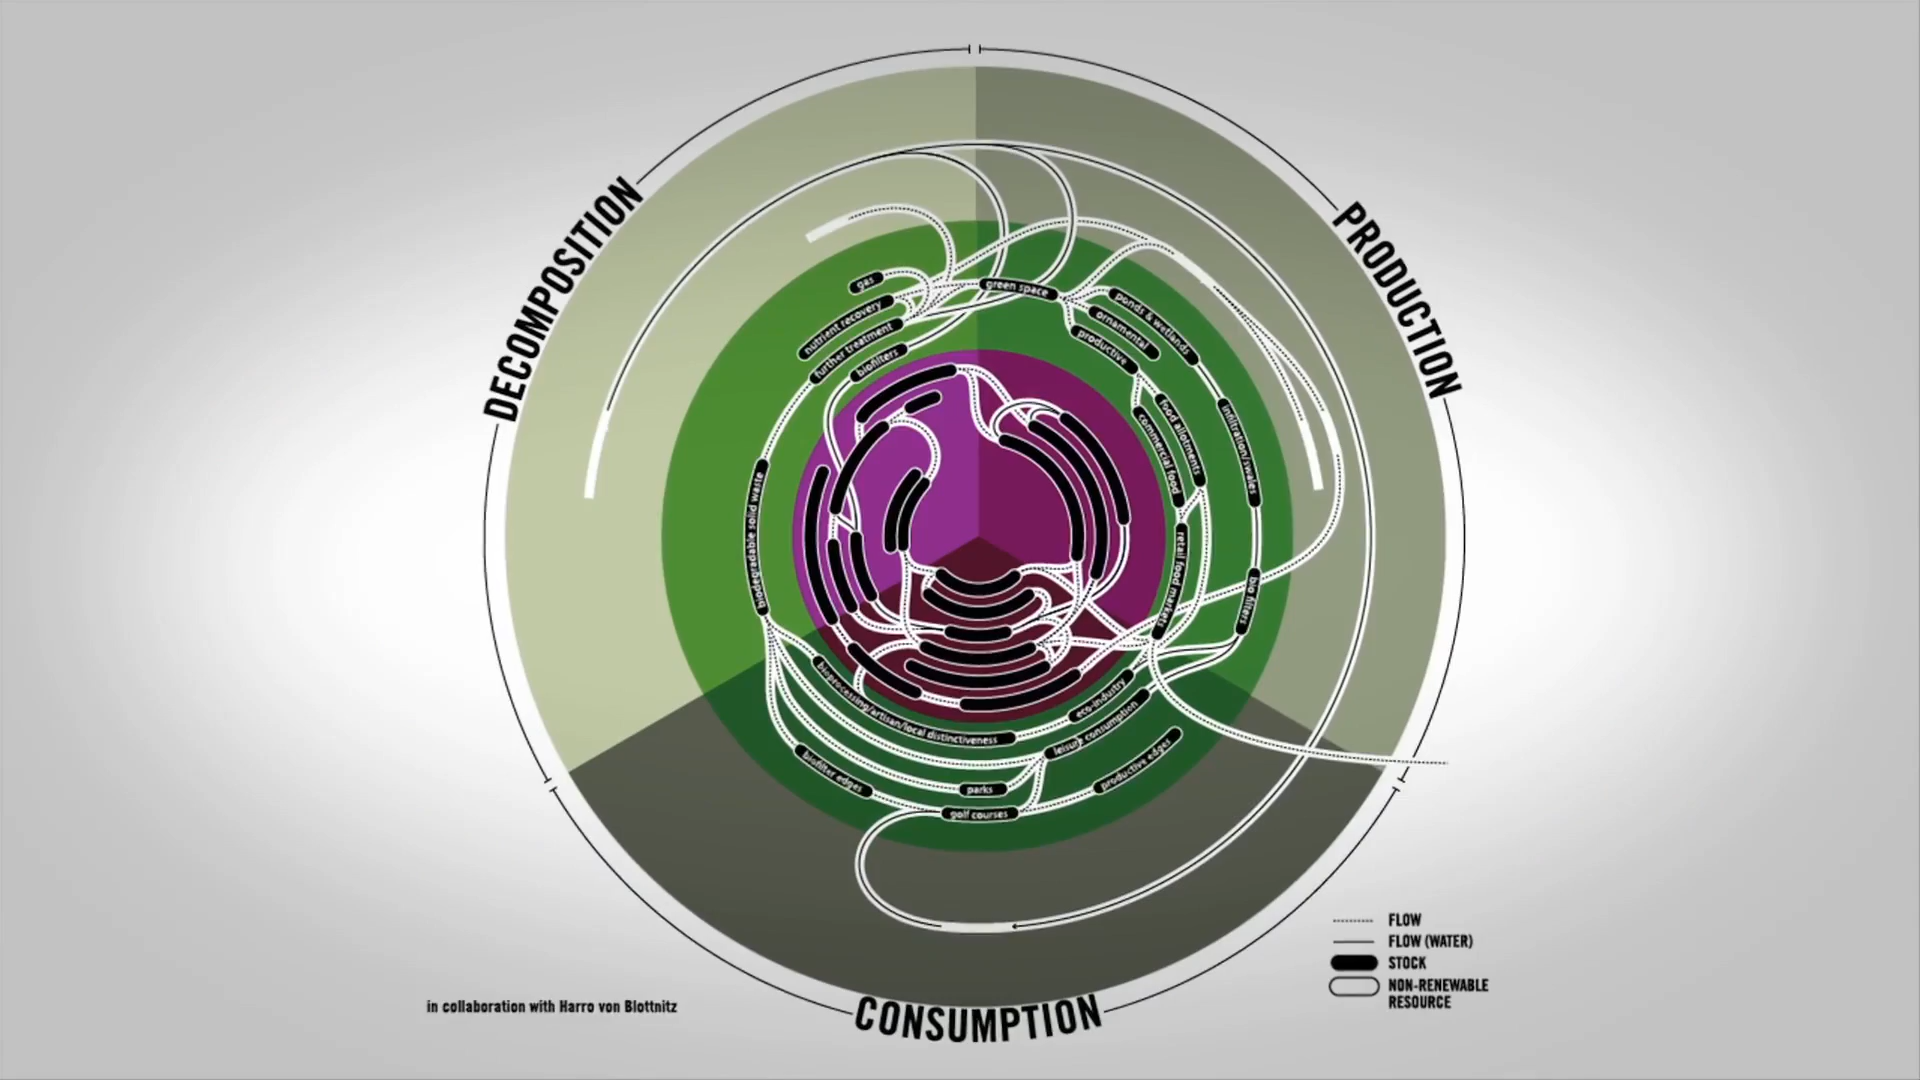 DECOMPOSITION
PRODUCTION
gas
nutrient recovery
further treatment
biofilters
green space
ponds & wetlands
ornamental
productive
food allotments
commercial food
infiltration/swales
retail food markets
bio filters
biodegradable solid waste
bioprocessing/artisan/local distinctiveness
eco-industry
leisure consumption
productive edges
biofilter edges
parks
golf courses
FLOW
FLOW (WATER)
STOCK
NON-RENEWABLE
RESOURCE
in collaboration with Harro von Blottnitz
CONSUMPTION